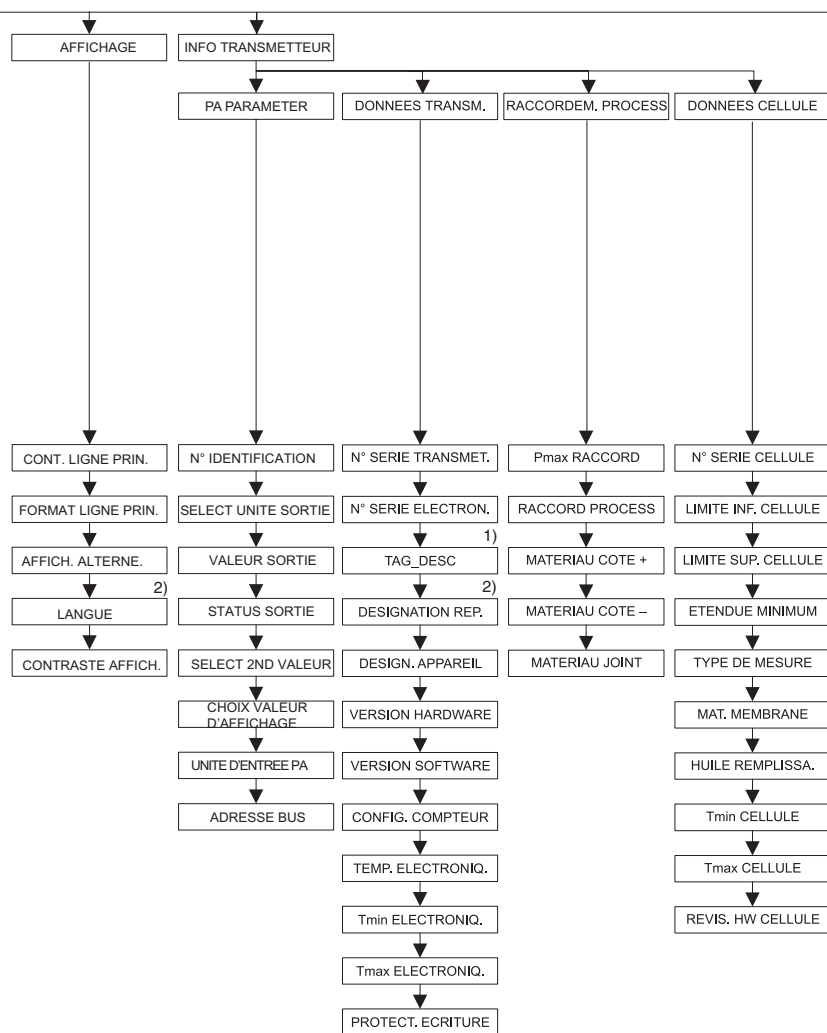 AFFICHAGE
INFO TRANSMETTEUR
PA PARAMETER
DONNEES TRANSM.
RACCORDEM. PROCESS
DONNEES CELLULE
CONT. LIGNE PRIN.
FORMAT LIGNE PRIN.
AFFICH. ALTERNE.
2)
LANGUE
CONTRASTE AFFICH.
N° IDENTIFICATION
SELECT UNITE SORTIE
VALEUR SORTIE
STATUS SORTIE
SELECT 2ND VALEUR
CHOIX VALEUR
D'AFFICHAGE
UNITE D'ENTREE PA
ADRESSE BUS
N° SERIE TRANSMET.
N° SERIE ELECTRON.
1)
TAG_DESC
2)
DESIGNATION REP.
DESIGN. APPAREIL
VERSION HARDWARE
VERSION SOFTWARE
CONFIG. COMPTEUR
TEMP. ELECTRONIQ.
Tmin ELECTRONIQ.
Tmax ELECTRONIQ.
PROTECT. ECRITURE
Pmax RACCORD
RACCORD PROCESS
MATERIAU COTE +
MATERIAU COTE –
MATERIAU JOINT
N° SERIE CELLULE
LIMITE INF. CELLULE
LIMITE SUP. CELLULE
ETENDUE MINIMUM
TYPE DE MESURE
MAT. MEMBRANE
HUILE REMPLISSA.
Tmin CELLULE
Tmax CELLULE
REVIS. HW CELLULE